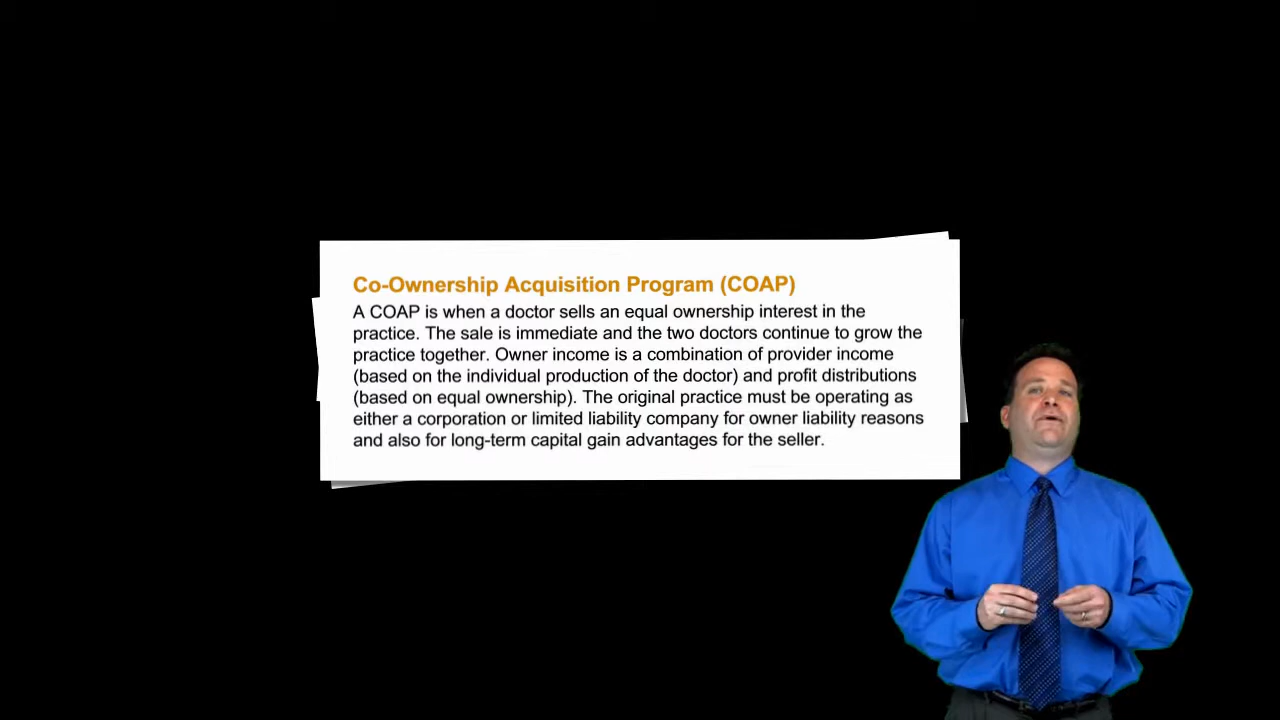 Co-Ownership Acquisition Program (COAP)
A COAP is when a doctor sells an equal ownership interest in the
practice. The sale is immediate and the two doctors continue to grow the
practice together. Owner income is a combination of provider income
(based on the individual production of the doctor) and profit distributions
(based on equal ownership). The original practice must be operating as
either a corporation or limited liability company for owner liability reasons
and also for long-term capital gain advantages for the seller.